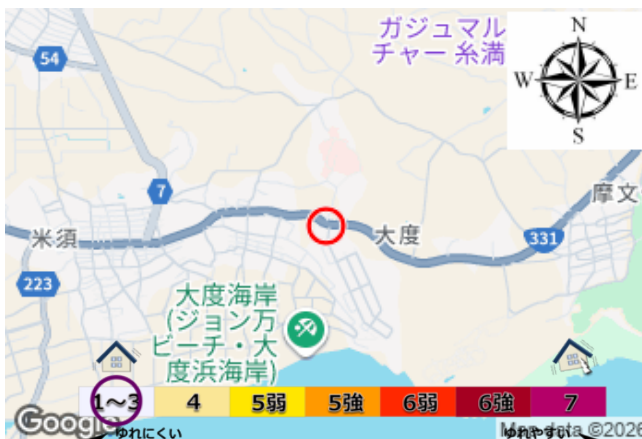 ガジュマル
チャー 糸満
N
W E
S
54
7
摩文
米須
大度
331
223
大度海岸
(ジョン万
ビーチ・大
度浜海岸)
1～3 4 5弱 5強 6弱 6強 7
Google
ゆれにくい
ゆれやすい
Map data ©2026